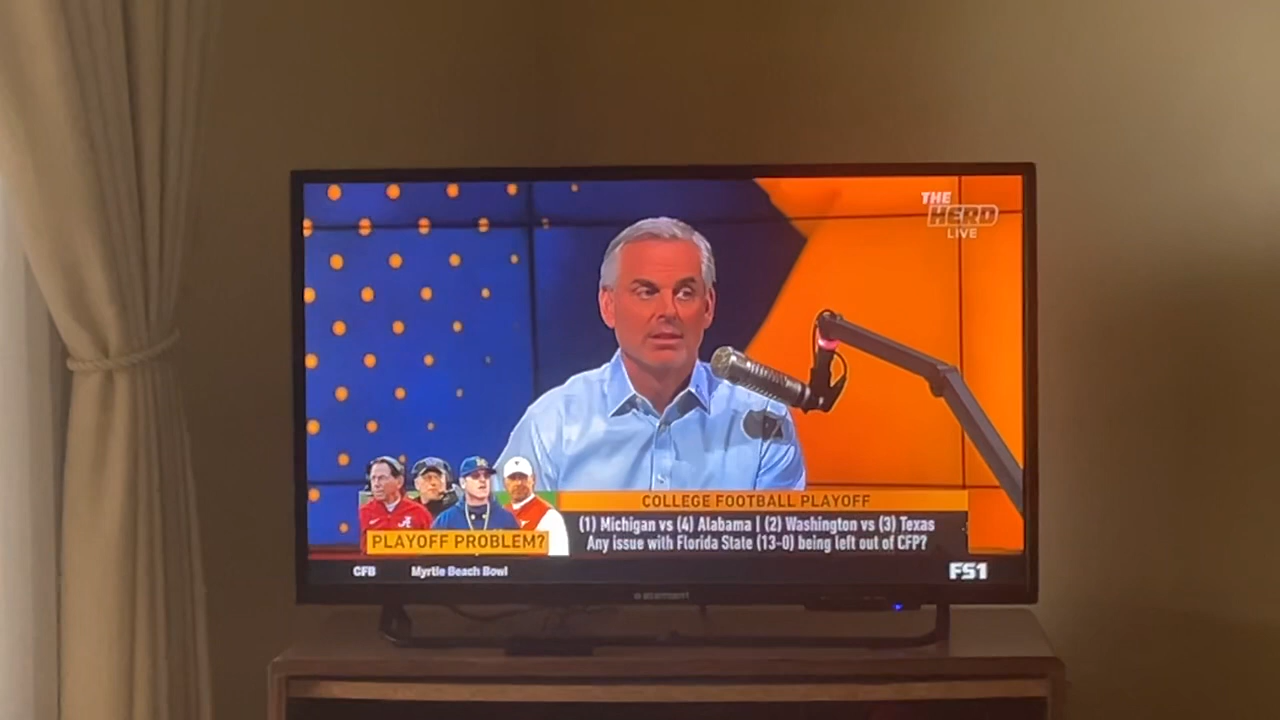 THE
HERD
LIVE
COLLEGE FOOTBALL PLAYOFF
(1) Michigan vs (4) Alabama | (2) Washington vs (3) Texas
Any issue with Florida State (13-0) being left out of CFP?
PLAYOFF PROBLEM?
CFB Myrtle Beach Bowl
FS1